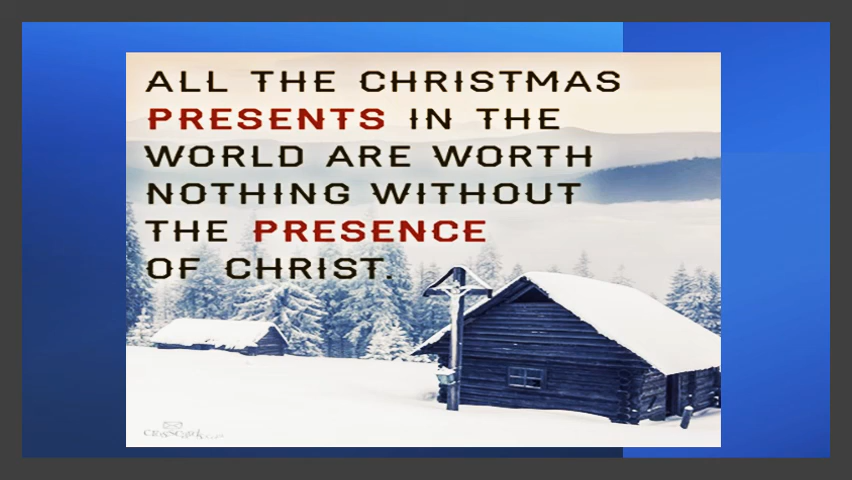 ALL THE CHRISTMAS
PRESENTS IN THE
WORLD ARE WORTH
NOTHING WITHOUT
THE PRESENCE
OF CHRIST.